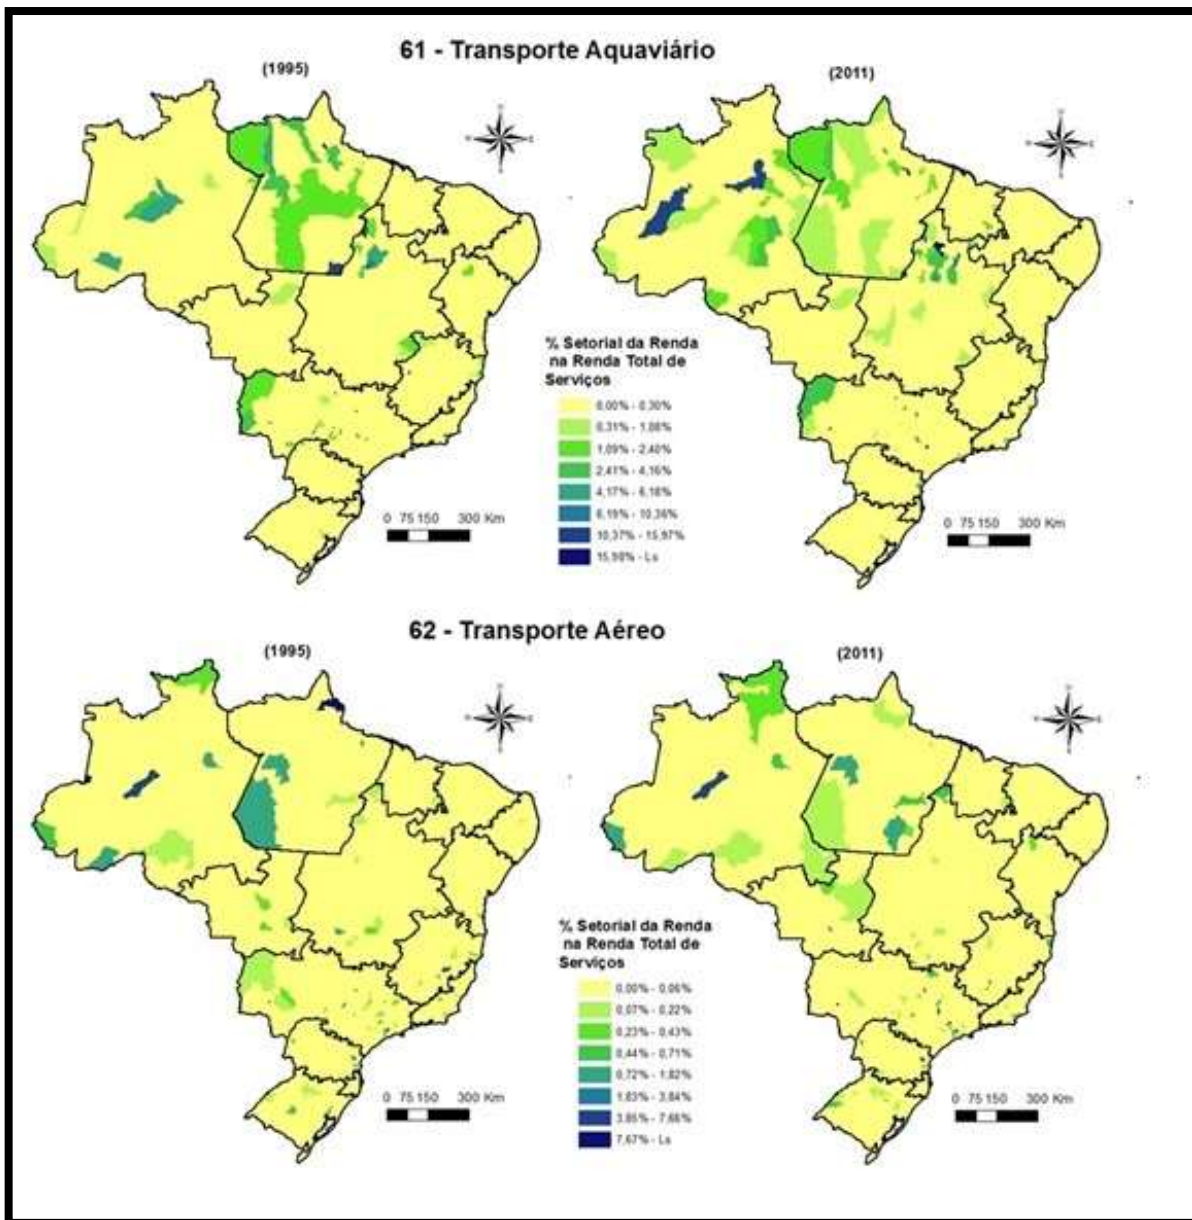 61 - Transporte Aquaviário
(1995)
(2011)
% Setorial da Renda
na Renda Total de
Serviços
0,00% - 0,30%
0,31% - 1,08%
1,09% - 2,40%
2,41% - 4,16%
4,17% - 6,18%
6,19% - 10,36%
10,37% - 15,97%
15,98% - Ls
0 75 150 300 Km
0 75 150 300 Km
62 - Transporte Aéreo
(1995)
(2011)
% Setorial da Renda
na Renda Total de
Serviços
0,00% - 0,06%
0,07% - 0,22%
0,23% - 0,43%
0,44% - 0,71%
0,72% - 1,82%
1,83% - 3,84%
3,85% - 7,66%
7,67% - Ls
0 75 150 300 Km
0 75 150 300 Km